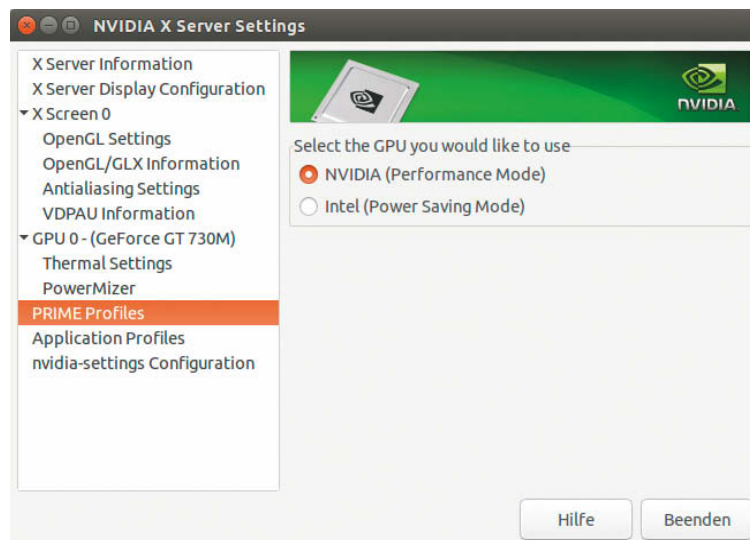 NVIDIA X Server Settings
X Server Information
X Server Display Configuration
X Screen 0
OpenGL Settings
OpenGL/GLX Information
Antialiasing Settings
VDPAU Information
GPU 0 - (GeForce GT 730M)
Thermal Settings
PowerMizer
PRIME Profiles
Application Profiles
nvidia-settings Configuration
NVIDIA.
Select the GPU you would like to use
NVIDIA (Performance Mode)
Intel (Power Saving Mode)
Hilfe
Beenden